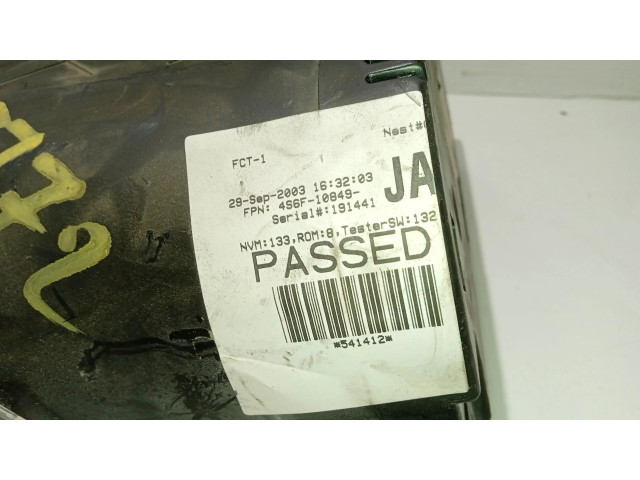 Nest#
FCT-1
29-Sep-2003 16:32:03
FPN: 4S6F-10849-
JA
Serial#:191441
NVM:133,ROM:8,TesterSW:132
PASSED
*541412*